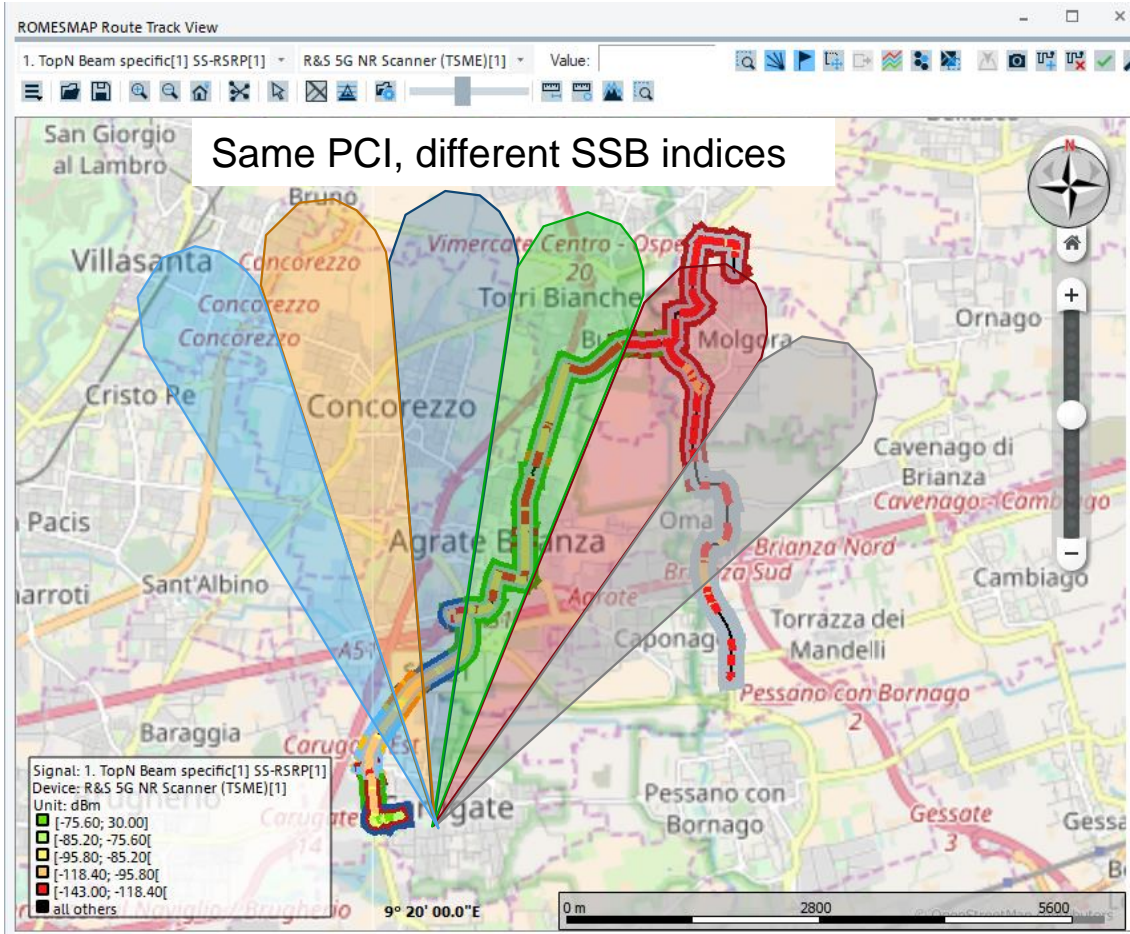 ROMESMAP Route Track View
1. TopN Beam specific[1] SS-RSRP[1]
R&S 5G NR Scanner (TSME)[1]
Value:
Same PCI, different SSB indices
N
San Giorgio
al Lambro
Bruno
Villasanta
Concorezzo
Vimercate Centro - Ospe
20
Concorezzo
Concorezzo
Torri Bianche
Molgora
Ornago
Cristo Re
Concorezzo
Cavenago di
Brianza
Cavenago-Cambiago
Pacis
Agrate Brianza
Oma
Brianza Nord
Brianza Sud
Cambiago
Sant'Albino
Agrate
Torrazza dei
Mandelli
Caponago
A51
Pessano Con Bornago
2
Baraggia
Carugate Est
Carugate
Pessano con
Bornago
Gessate
3
Signal: 1. TopN Beam specific[1] SS-RSRP[1]
Device: R&S 5G NR Scanner (TSME)[1]
Unit: dBm
[-75.60; 30.00]
[-85.20; -75.60[
[-95.80; -85.20[
[-118.40; -95.80[
[-143.00; -118.40[
all others
9° 20' 00.0"E
0 m
2800
5600